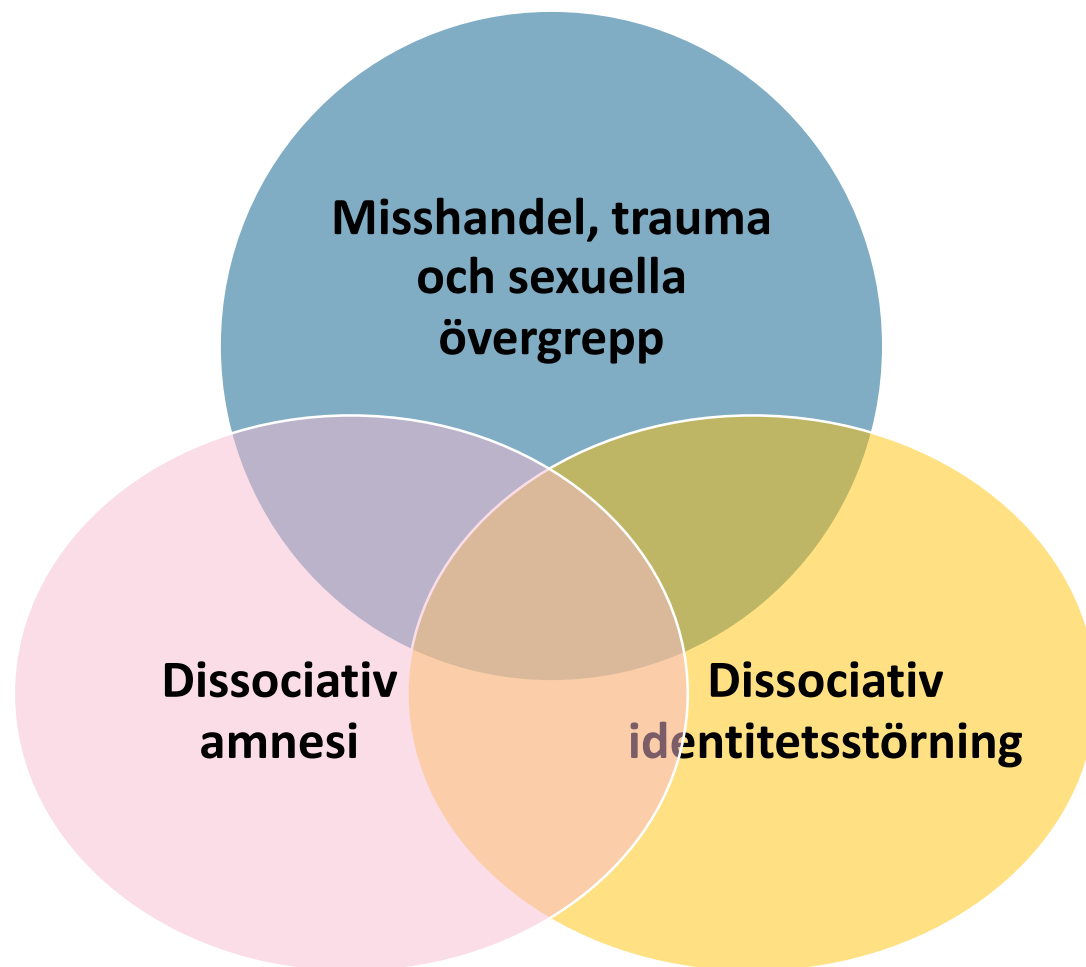 Misshandel, trauma
och sexuella
övergrepp
Dissociativ
amnesi
Dissociativ
identitetsstörning